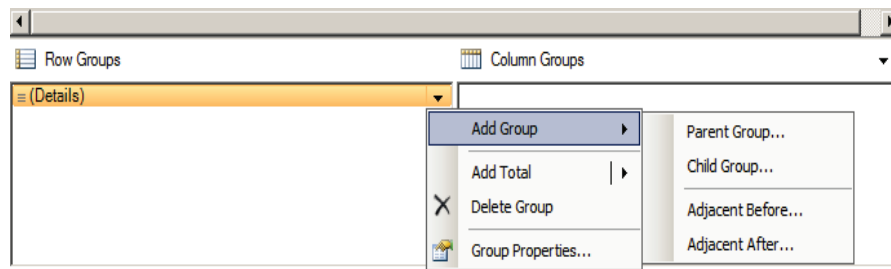 Row Groups
Column Groups
(Details)
Add Group
Add Total
Delete Group
Group Properties...
Parent Group...
Child Group...
Adjacent Before...
Adjacent After...